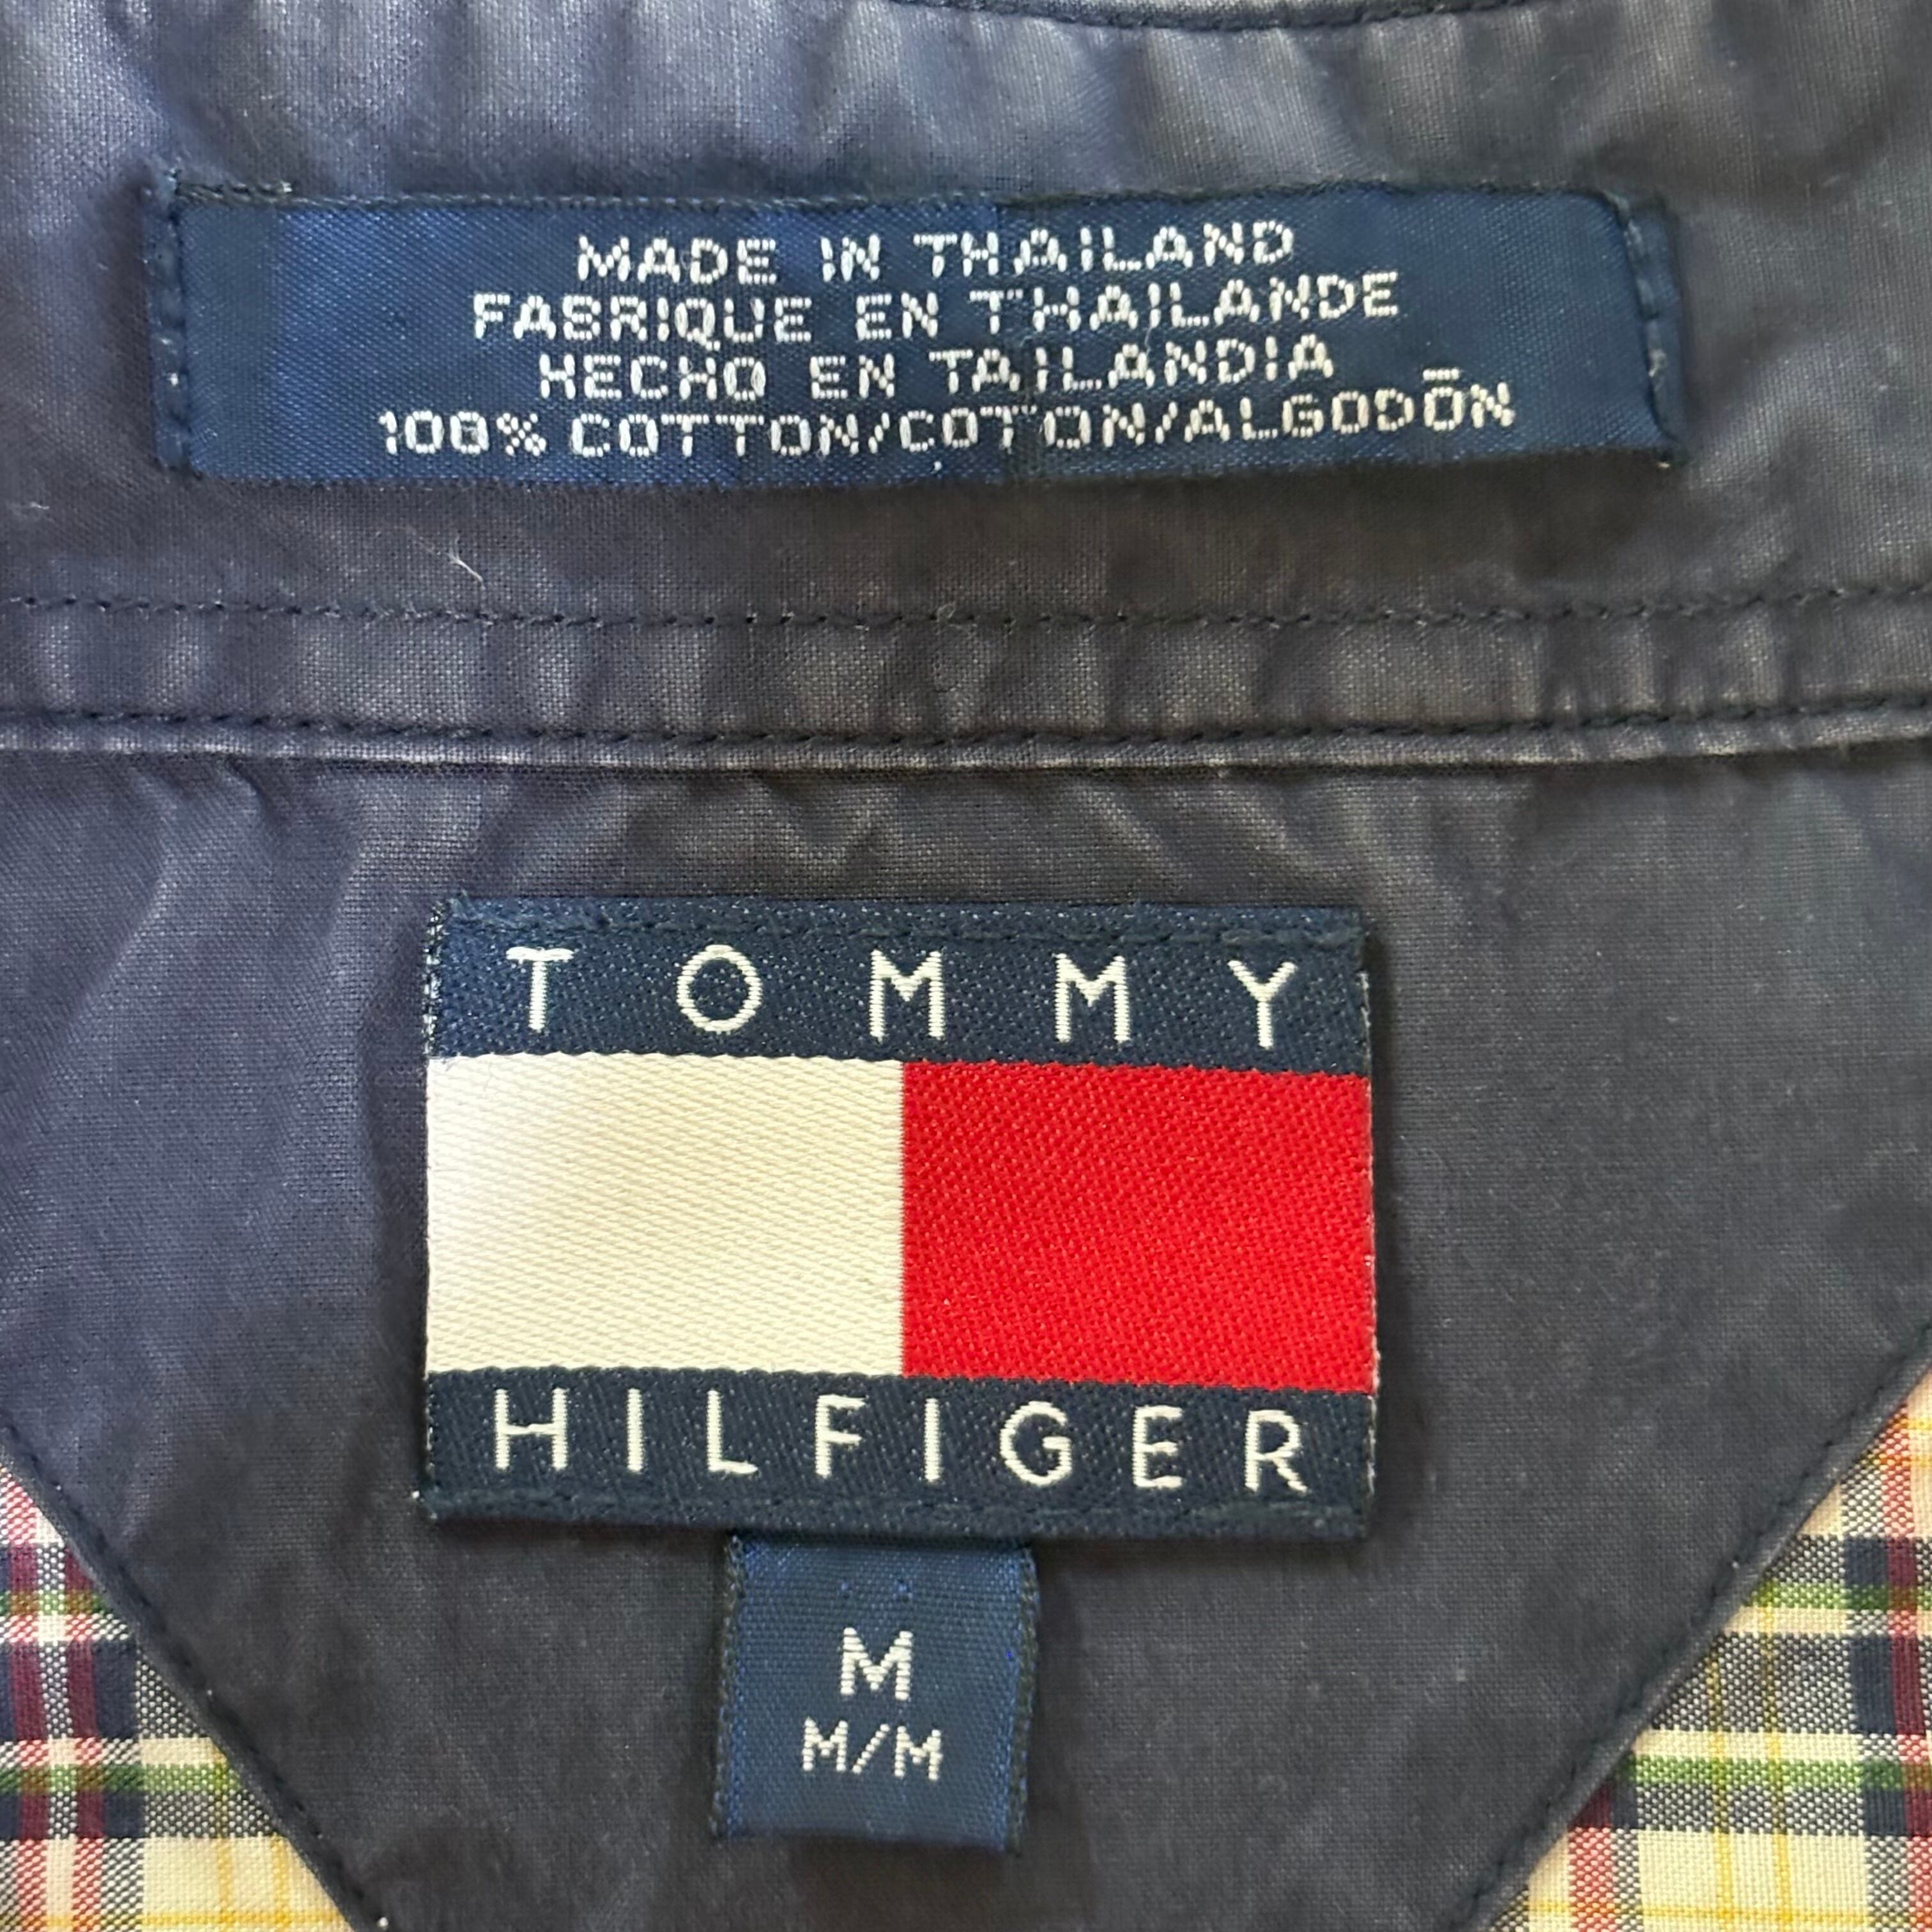 MADE IN THAILAND
FABRIQUE EN THAILANDE
HECHO EN TAILANDIA
100% COTTON/COTON/ALGODŌN
TOMMY
HILFIGER
M
M/M